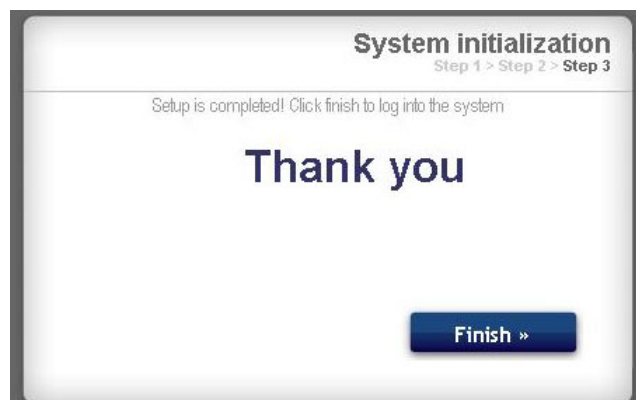 System initialization
Step 1 > Step 2 > Step 3
Setup is completed! Click finish to log into the system
Thank you
Finish »